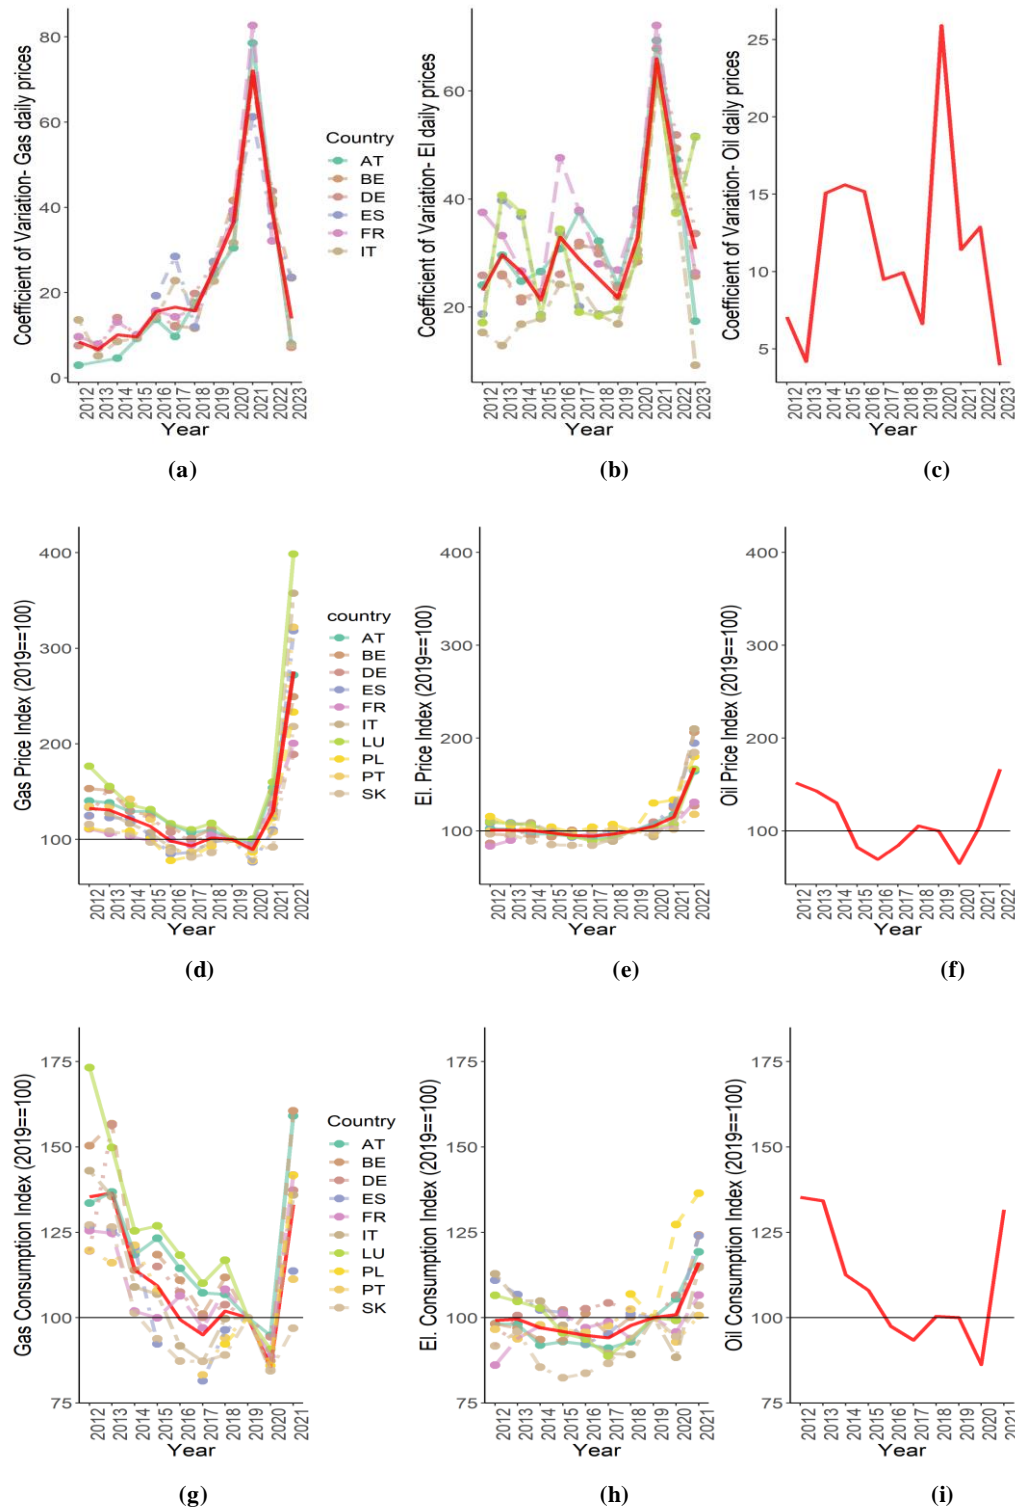 Coefficient of Variation- Gas daily prices
80
60
40
20
0
2012 2013 2014 2015 2016 2017 2018 2019 2020 2021 2022 2023
Year
(a)
Country
AT
BE
DE
ES
FR
IT
Coefficient of Variation- El daily prices
60
40
20
2012 2013 2014 2015 2016 2017 2018 2019 2020 2021 2022 2023
Year
(b)
Coefficient of Variation- Oil daily prices
25
20
15
10
5
2012 2013 2014 2015 2016 2017 2018 2019 2020 2021 2022 2023
Year
(c)
Gas Price Index (2019==100)
400
300
200
100
2012 2013 2014 2015 2016 2017 2018 2019 2020 2021 2022
Year
(d)
country
AT
BE
DE
ES
FR
IT
LU
PL
PT
SK
El. Price Index (2019==100)
400
300
200
100
2012 2013 2014 2015 2016 2017 2018 2019 2020 2021 2022
Year
(e)
Oil Price Index (2019==100)
400
300
200
100
2012 2013 2014 2015 2016 2017 2018 2019 2020 2021 2022
Year
(f)
Gas Consumption Index (2019==100)
175
150
125
100
75
2012 2013 2014 2015 2016 2017 2018 2019 2020 2021
Year
(g)
Country
AT
BE
DE
ES
FR
IT
LU
PL
PT
SK
El. Consumption Index (2019==100)
175
150
125
100
75
2012 2013 2014 2015 2016 2017 2018 2019 2020 2021
Year
(h)
Oil Consumption Index (2019==100)
175
150
125
100
75
2012 2013 2014 2015 2016 2017 2018 2019 2020 2021
Year
(i)